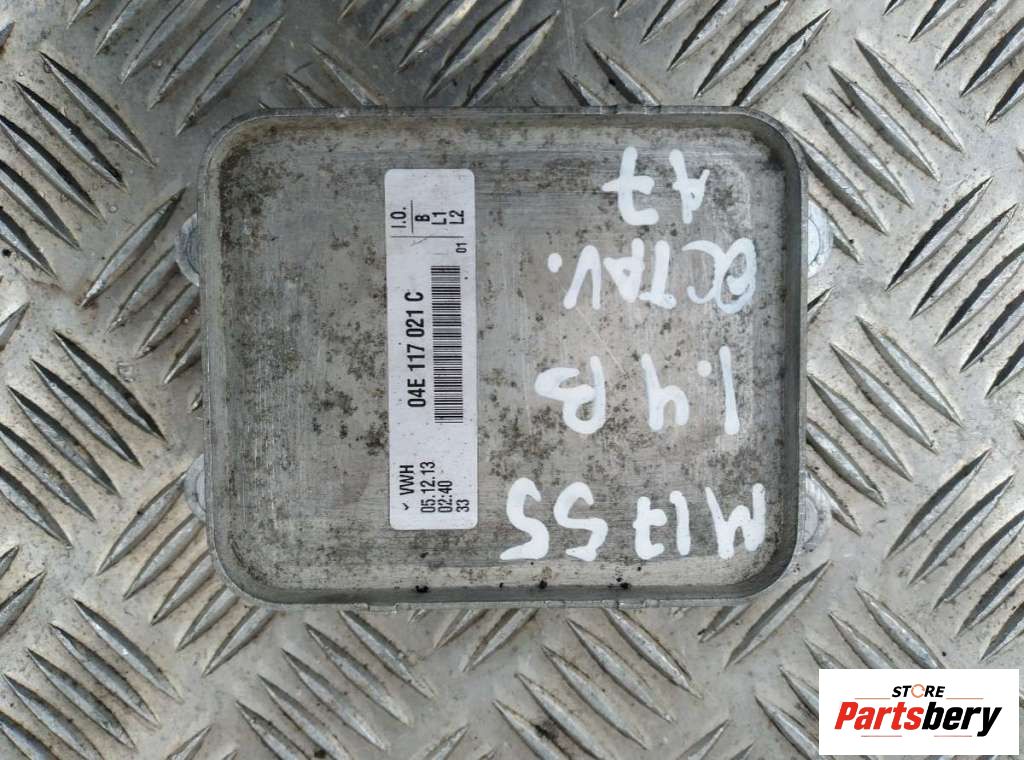 I.O.
B
L1
L2
01
04E 117 021 C
VWH
05.12.13
02:40
33
A7
OCTAV.
1.4 B
M1755
STORE
Partsbery